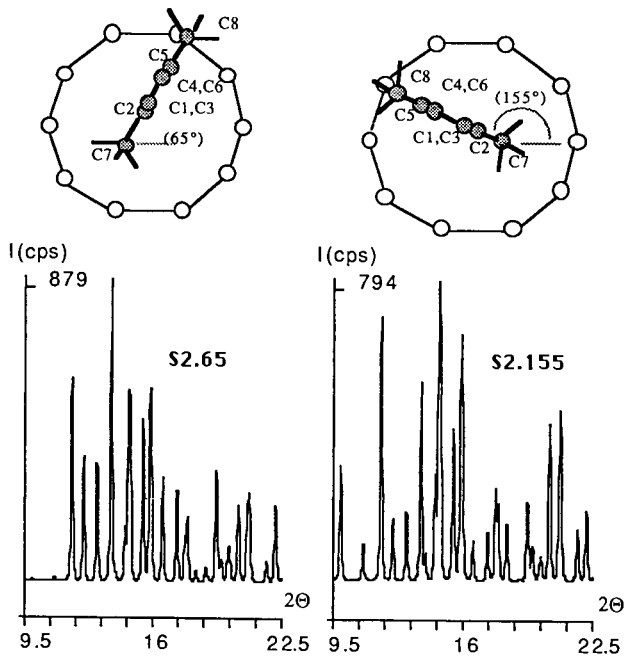 C8
C5
C4,C6
C2
C1,C3
C7
(65°)
C8
C4,C6
C5
(155°)
C1,C3
C2
C7
I(cps)
879
S2.65
2Θ
9.5 16 22.5
I(cps)
794
S2.155
2Θ
9.5 16 22.5